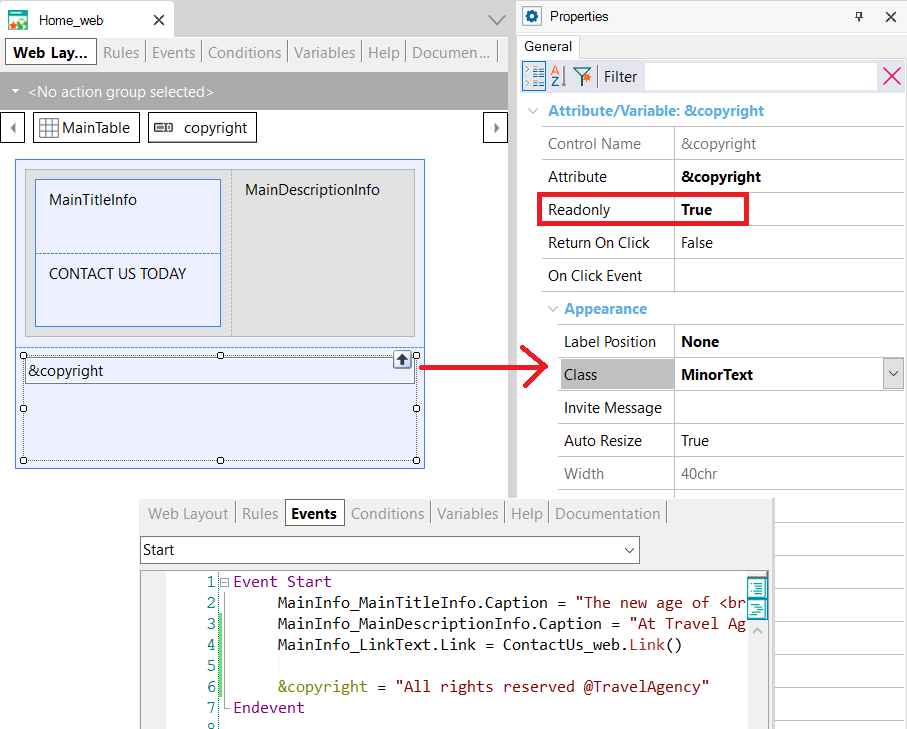 Home_web
Web Lay... Rules Events Conditions Variables Help Documen...
<No action group selected>
MainTable copyright
MainTitleInfo
MainDescriptionInfo
CONTACT US TODAY
&copyright
Properties
General
Filter
Attribute/Variable: &copyright
Control Name &copyright
Attribute &copyright
Readonly True
Return On Click False
On Click Event
Appearance
Label Position None
Class MinorText
Invite Message
Auto Resize True
Width 40chr
Web Layout Rules Events Conditions Variables Help Documentation
Start
1 Event Start
2 MainInfo_MainTitleInfo.Caption = "The new age of <br
3 MainInfo_MainDescriptionInfo.Caption = "At Travel Ag
4 MainInfo_LinkText.Link = ContactUs_web.Link()
5
6 &copyright = "All rights reserved @TravelAgency"
7 Endevent
8